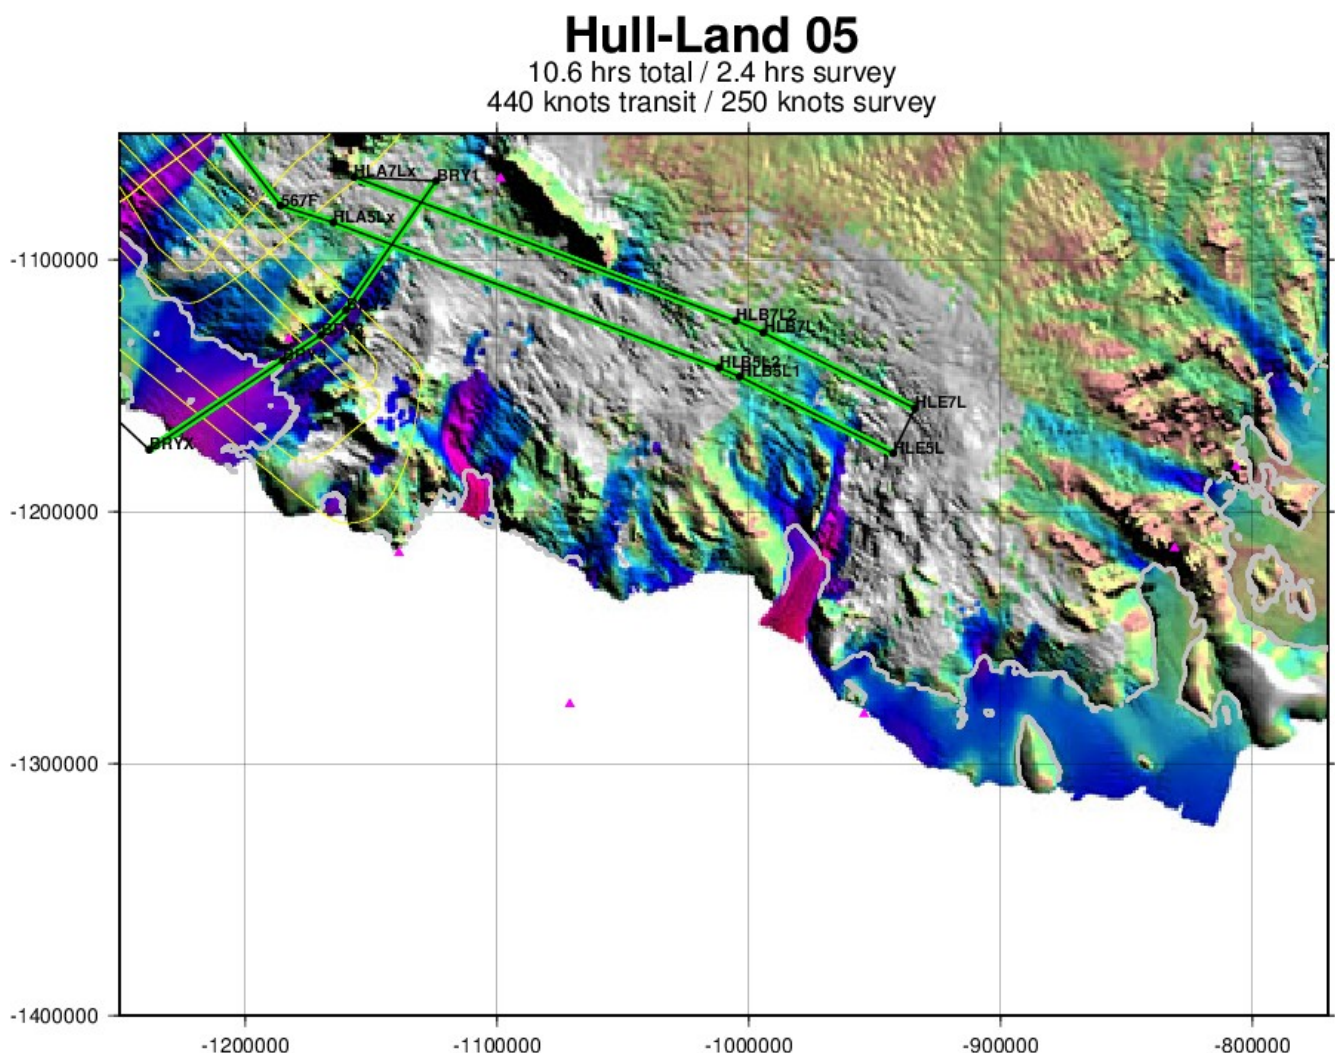 Hull-Land 05
10.6 hrs total / 2.4 hrs survey
440 knots transit / 250 knots survey
HLA7Lx
BRY1
567F
HLA5Lx
-1100000
HLB7L2
HLB7L1
HLB5L2
HLB5L1
HLE7L
BRYX
HLE5L
-1200000
-1300000
-1400000
-1200000
-1100000
-1000000
-900000
-800000